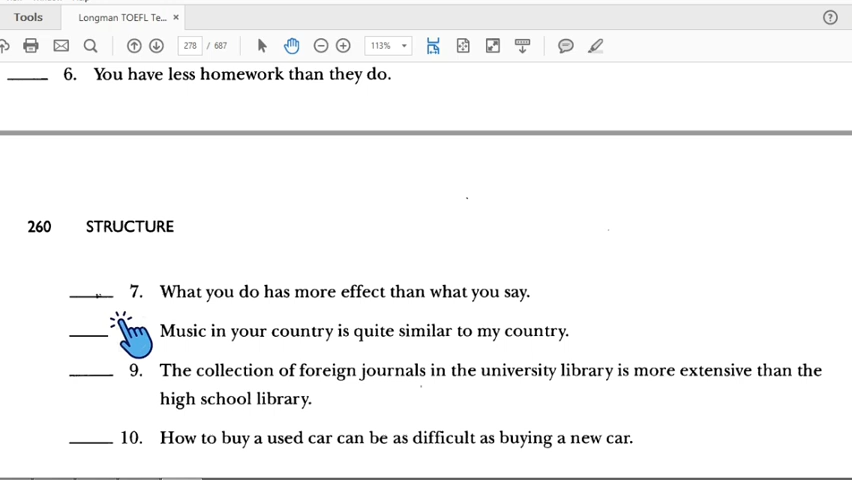 Tools
Longman TOEFL Te... ×
?
278 / 687
113%
6. You have less homework than they do.
260 STRUCTURE
7. What you do has more effect than what you say.
Music in your country is quite similar to my country.
9. The collection of foreign journals in the university library is more extensive than the
high school library.
10. How to buy a used car can be as difficult as buying a new car.